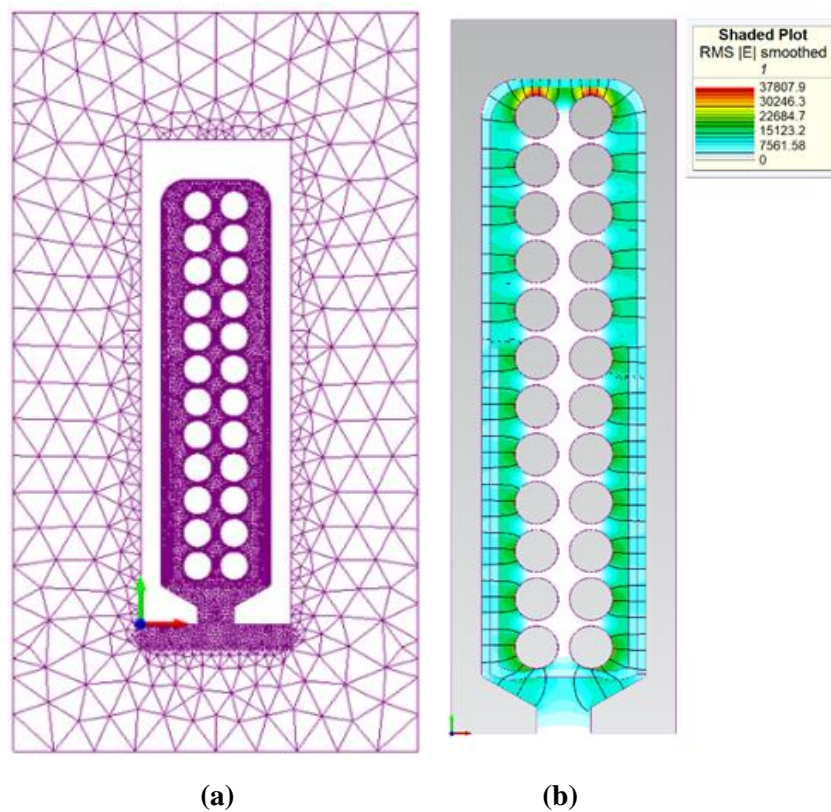 Shaded Plot
RMS |E| smoothed
1
37807.9
30246.3
22684.7
15123.2
7561.58
0
(a)
(b)